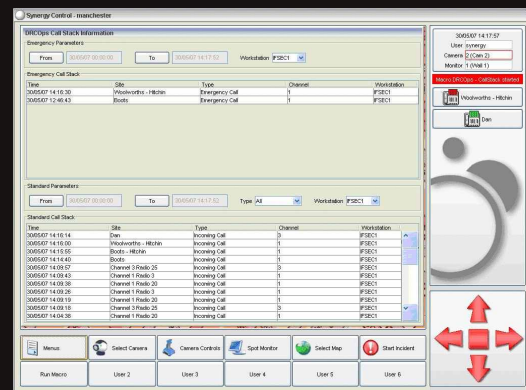 Synergy Control - manchester
DRCOps Call Stack Information
Emergency Parameters
From 30/05/07 00:00:00 To 30/05/07 14:17:52 Workstation IFSEC1
Emergency Call Stack
Time Site Type Channel Workstation
30/05/07 14:16:30 Woolworths - Hitchin Emergency Call 1 IFSEC1
30/05/07 12:46:43 Boots Emergency Call 1 IFSEC1
Standard Parameters
From 30/05/07 00:00:00 To 30/05/07 14:17:52 Type All Workstation IFSEC1
Standard Call Stack
Time Site Type Channel Workstation
30/05/07 14:16:14 Dan Incoming Call 3 IFSEC1
30/05/07 14:16:00 Woolworths - Hitchin Incoming Call 1 IFSEC1
30/05/07 14:15:55 Boots - Hitchin Incoming Call 1 IFSEC1
30/05/07 14:14:40 Boots Incoming Call 1 IFSEC1
30/05/07 14:09:57 Channel 3 Radio 25 Incoming Call 3 IFSEC1
30/05/07 14:09:43 Channel 1 Radio 3 Incoming Call 1 IFSEC1
30/05/07 14:09:38 Channel 1 Radio 20 Incoming Call 1 IFSEC1
30/05/07 14:09:26 Channel 1 Radio 3 Incoming Call 1 IFSEC1
30/05/07 14:09:19 Channel 1 Radio 20 Incoming Call 1 IFSEC1
30/05/07 14:09:18 Channel 3 Radio 25 Incoming Call 3 IFSEC1
30/05/07 14:04:38 Channel 1 Radio 20 Incoming Call 1 IFSEC1
Menus Select Camera Camera Controls Spot Monitor Select Map Start Incident
Run Macro User 2 User 3 User 4 User 5 User 6
30/05/07 14:17:57
User synergy
Camera 2 (Cam 2)
Monitor 1 (Wall 1)
Macro DRCOps - CallStack started
Woolworths - Hitchin
Dan